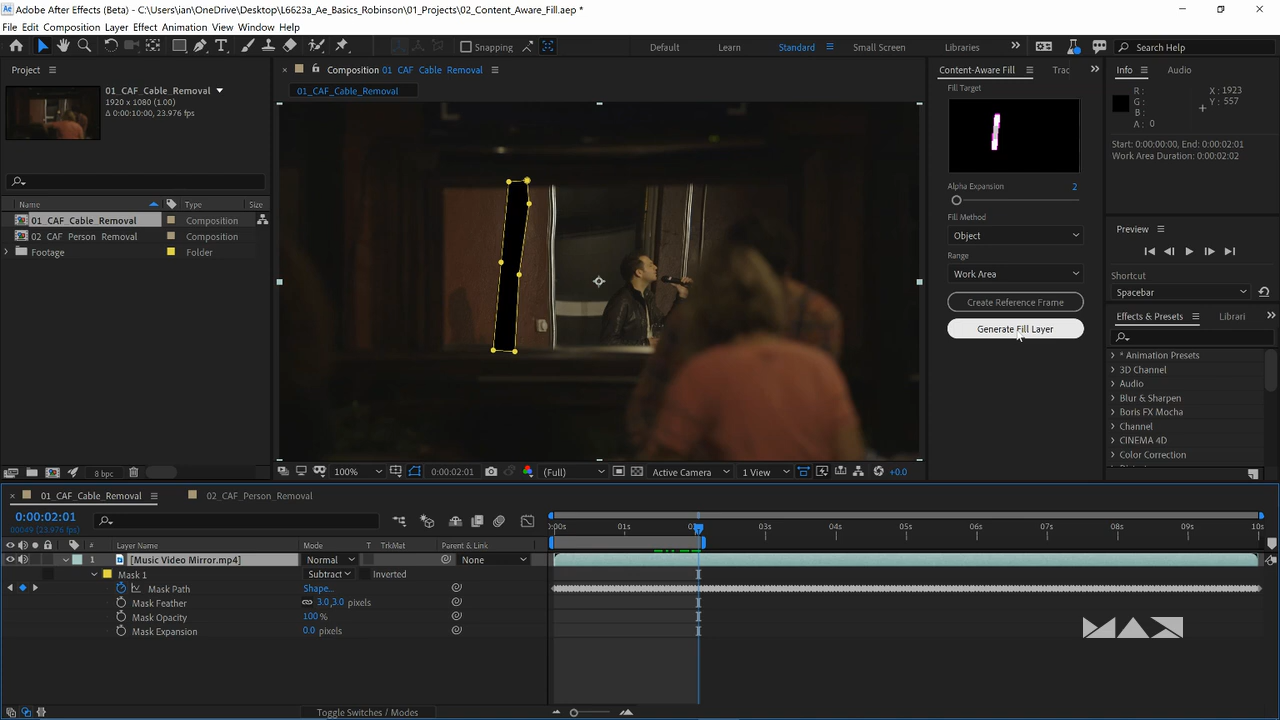 Adobe After Effects (Beta) - C:\Users\ian\OneDrive\Desktop\L6623a_Ae_Basics_Robinson\01_Projects\02_Content_Aware_Fill.aep *
File Edit Composition Layer Effect Animation View Window Help
Snapping
Default Learn Standard Small Screen Libraries
Search Help
Project
Composition 01_CAF_Cable_Removal
Content-Aware Fill Trac
Info Audio
01_CAF_Cable_Removal
1920 x 1080 (1.00)
Δ 0:00:10:00, 23.976 fps
01_CAF_Cable_Removal
Fill Target
R :
G :
B :
A : 0
X : 1923
Y : 557
Start: 0:00:00:00, End: 0:00:02:01
Work Area Duration: 0:00:02:02
Alpha Expansion 2
Name Type Size
01_CAF_Cable_Removal Composition
02_CAF_Person_Removal Composition
Footage Folder
Fill Method
Object
Range
Work Area
Create Reference Frame
Generate Fill Layer
Preview
Shortcut
Spacebar
Effects & Presets Librari
* Animation Presets
3D Channel
Audio
Blur & Sharpen
Boris FX Mocha
Channel
CINEMA 4D
Color Correction
8 bpc
100% 0:00:02:01 (Full) Active Camera 1 View +0.0
01_CAF_Cable_Removal 02_CAF_Person_Removal
0:00:02:01
00049 (23.976 fps)
:00s 01s 03s 04s 05s 06s 07s 08s 09s 10s
# Layer Name Mode T TrkMat Parent & Link
1 [Music Video Mirror.mp4] Normal None
Mask 1 Subtract Inverted
Mask Path Shape...
Mask Feather 3.0,3.0 pixels
Mask Opacity 100 %
Mask Expansion 0.0 pixels
MAX
Toggle Switches / Modes